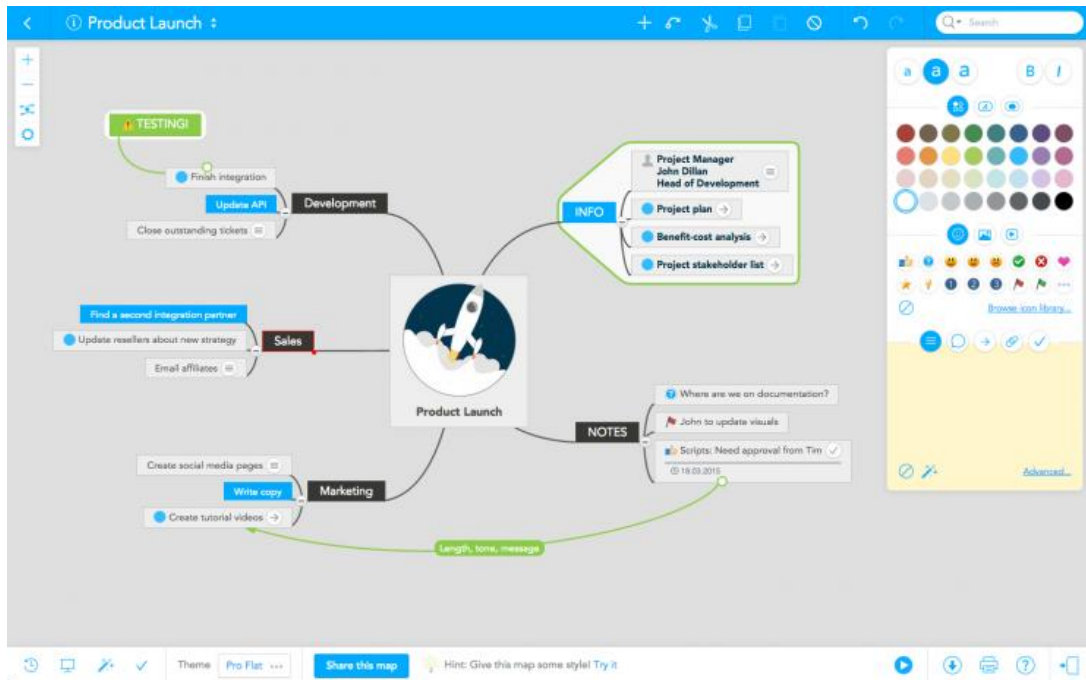 Product Launch
Search
TESTING!
Finish integration
Update API
Close outstanding tickets
Development
Project Manager
John Dillan
Head of Development
INFO
Project plan
Benefit-cost analysis
Project stakeholder list
Find a second integration partner
Update resellers about new strategy
Email affiliates
Sales
Product Launch
NOTES
Where are we on documentation?
John to update visuals
Scripts: Need approval from Tim
18.03.2015
Create social media pages
Write copy
Create tutorial videos
Marketing
Length, tone, message
a a a B I
1 2 3
Browse icon library...
Advanced...
Theme Pro Flat ... Share this map Hint: Give this map some style! Try it